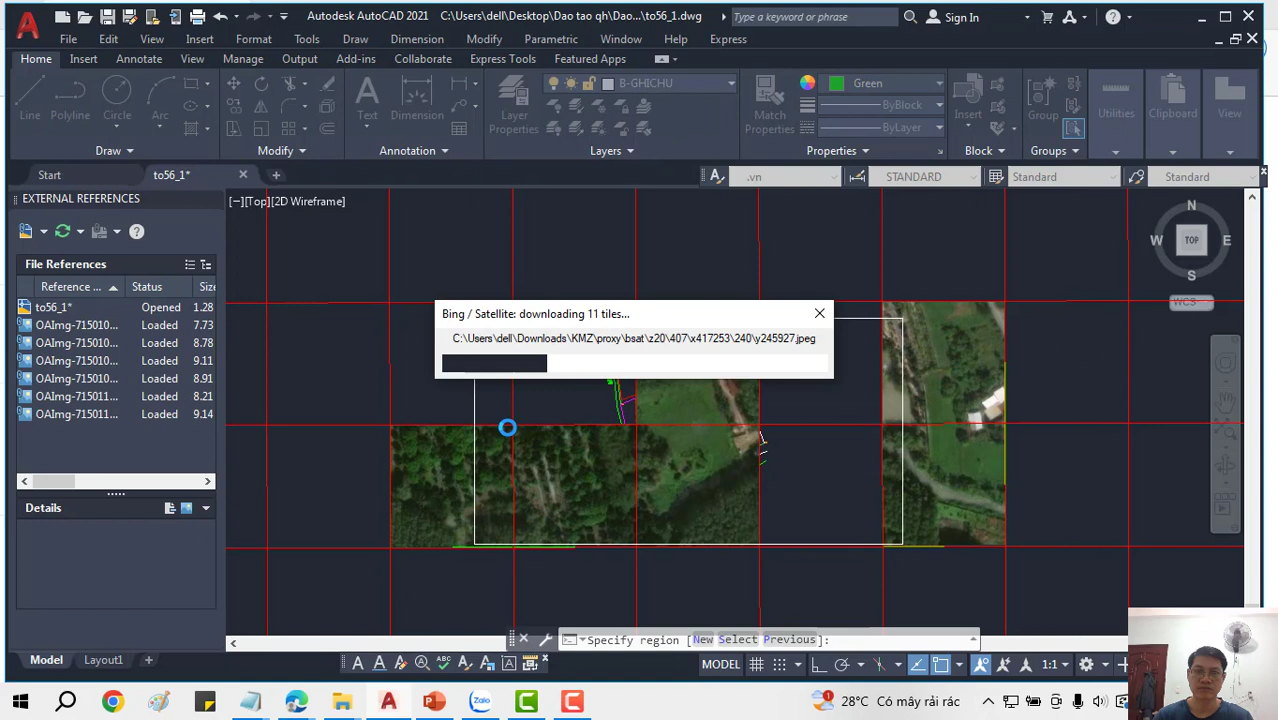 Autodesk AutoCAD 2021 C:\Users\dell\Desktop\Dao tao qh\Dao...\to56_1.dwg
Type a keyword or phrase
Sign In
File Edit View Insert Format Tools Draw Dimension Modify Parametric Window Help Express
Home Insert Annotate View Manage Output Add-ins Collaborate Express Tools Featured Apps
B-GHICHU
Green
ByBlock
ByLayer
Line Polyline Circle Arc
Text Dimension
Layer Properties
Match Properties
Insert
Group
Utilities
Clipboard
View
Draw Modify Annotation Layers Properties Block Groups
Start to56_1*
.vn STANDARD Standard Standard
EXTERNAL REFERENCES
[−][Top][2D Wireframe]
N
W TOP E
S
WCS
File References
Reference ... Status Size
to56_1* Opened 1.28
OAImg-715010... Loaded 7.73
OAImg-715010... Loaded 8.78
OAImg-715010... Loaded 9.11
OAImg-715010... Loaded 8.91
OAImg-715011... Loaded 8.21
OAImg-715011... Loaded 9.14
Bing / Satellite: downloading 11 tiles...
C:\Users\dell\Downloads\KMZ\proxy\bsat\z20\407\x417253\240\y245927.jpeg
Details
Specify region [New Select Previous]:
Model Layout1
MODEL
1:1
Zalo
28°C Có mây rải rác